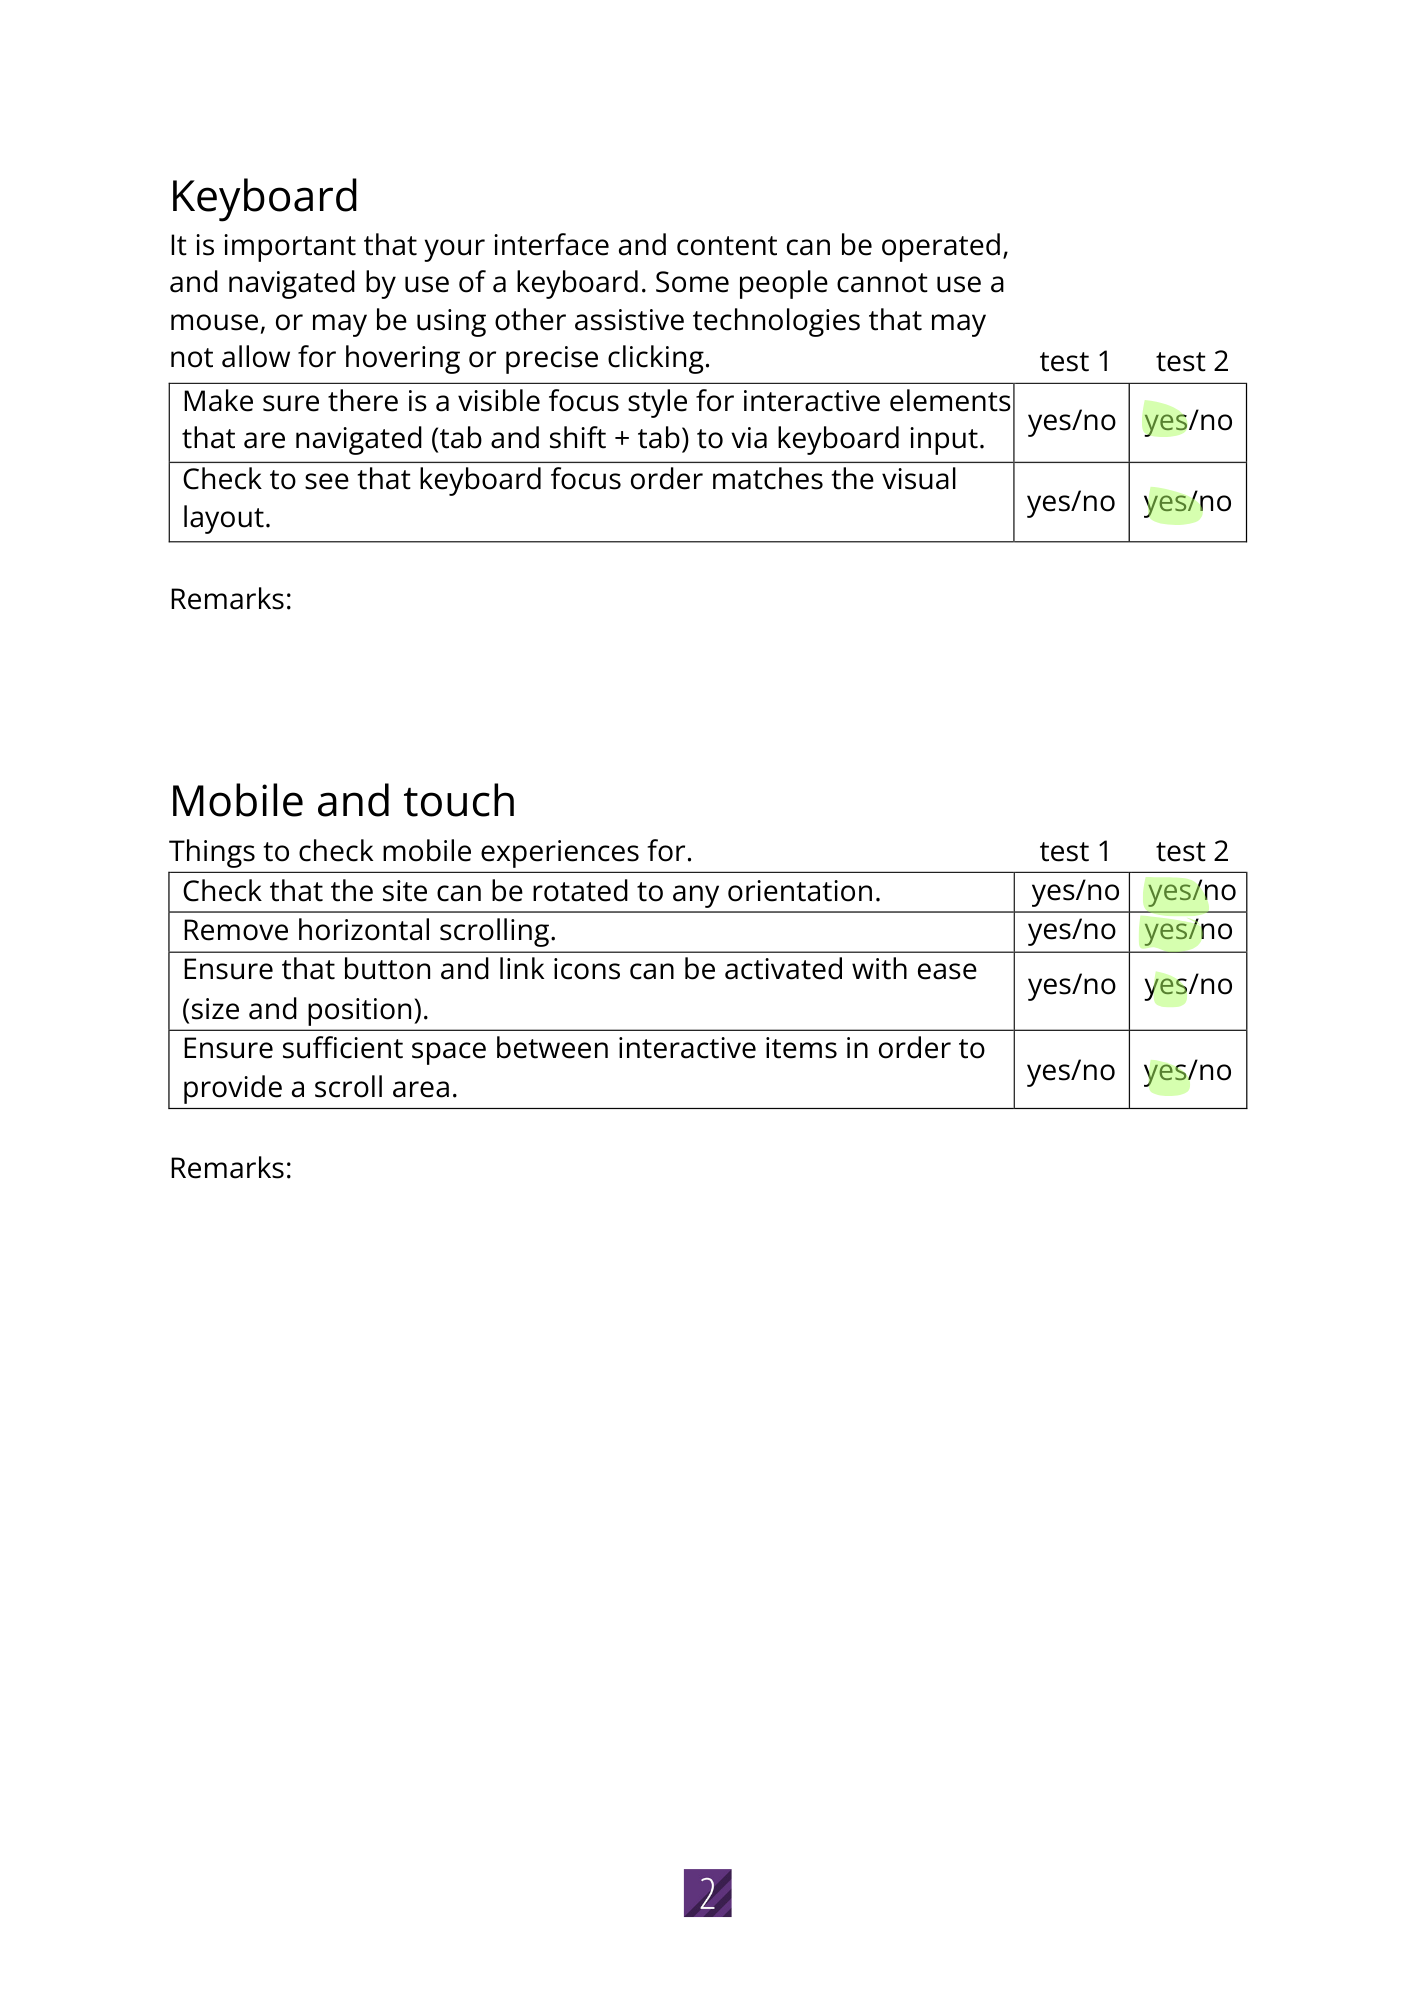 Keyboard
It is important that your interface and content can be operated,
and navigated by use of a keyboard. Some people cannot use a
mouse, or may be using other assistive technologies that may
not allow for hovering or precise clicking.
test 1 test 2
Make sure there is a visible focus style for interactive elements
that are navigated (tab and shift + tab) to via keyboard input.
yes/no yes/no
Check to see that keyboard focus order matches the visual
layout.
yes/no yes/no
Remarks:
Mobile and touch
Things to check mobile experiences for. test 1 test 2
Check that the site can be rotated to any orientation. yes/no yes/no
Remove horizontal scrolling. yes/no yes/no
Ensure that button and link icons can be activated with ease
(size and position).
yes/no yes/no
Ensure sufficient space between interactive items in order to
provide a scroll area.
yes/no yes/no
Remarks:
2